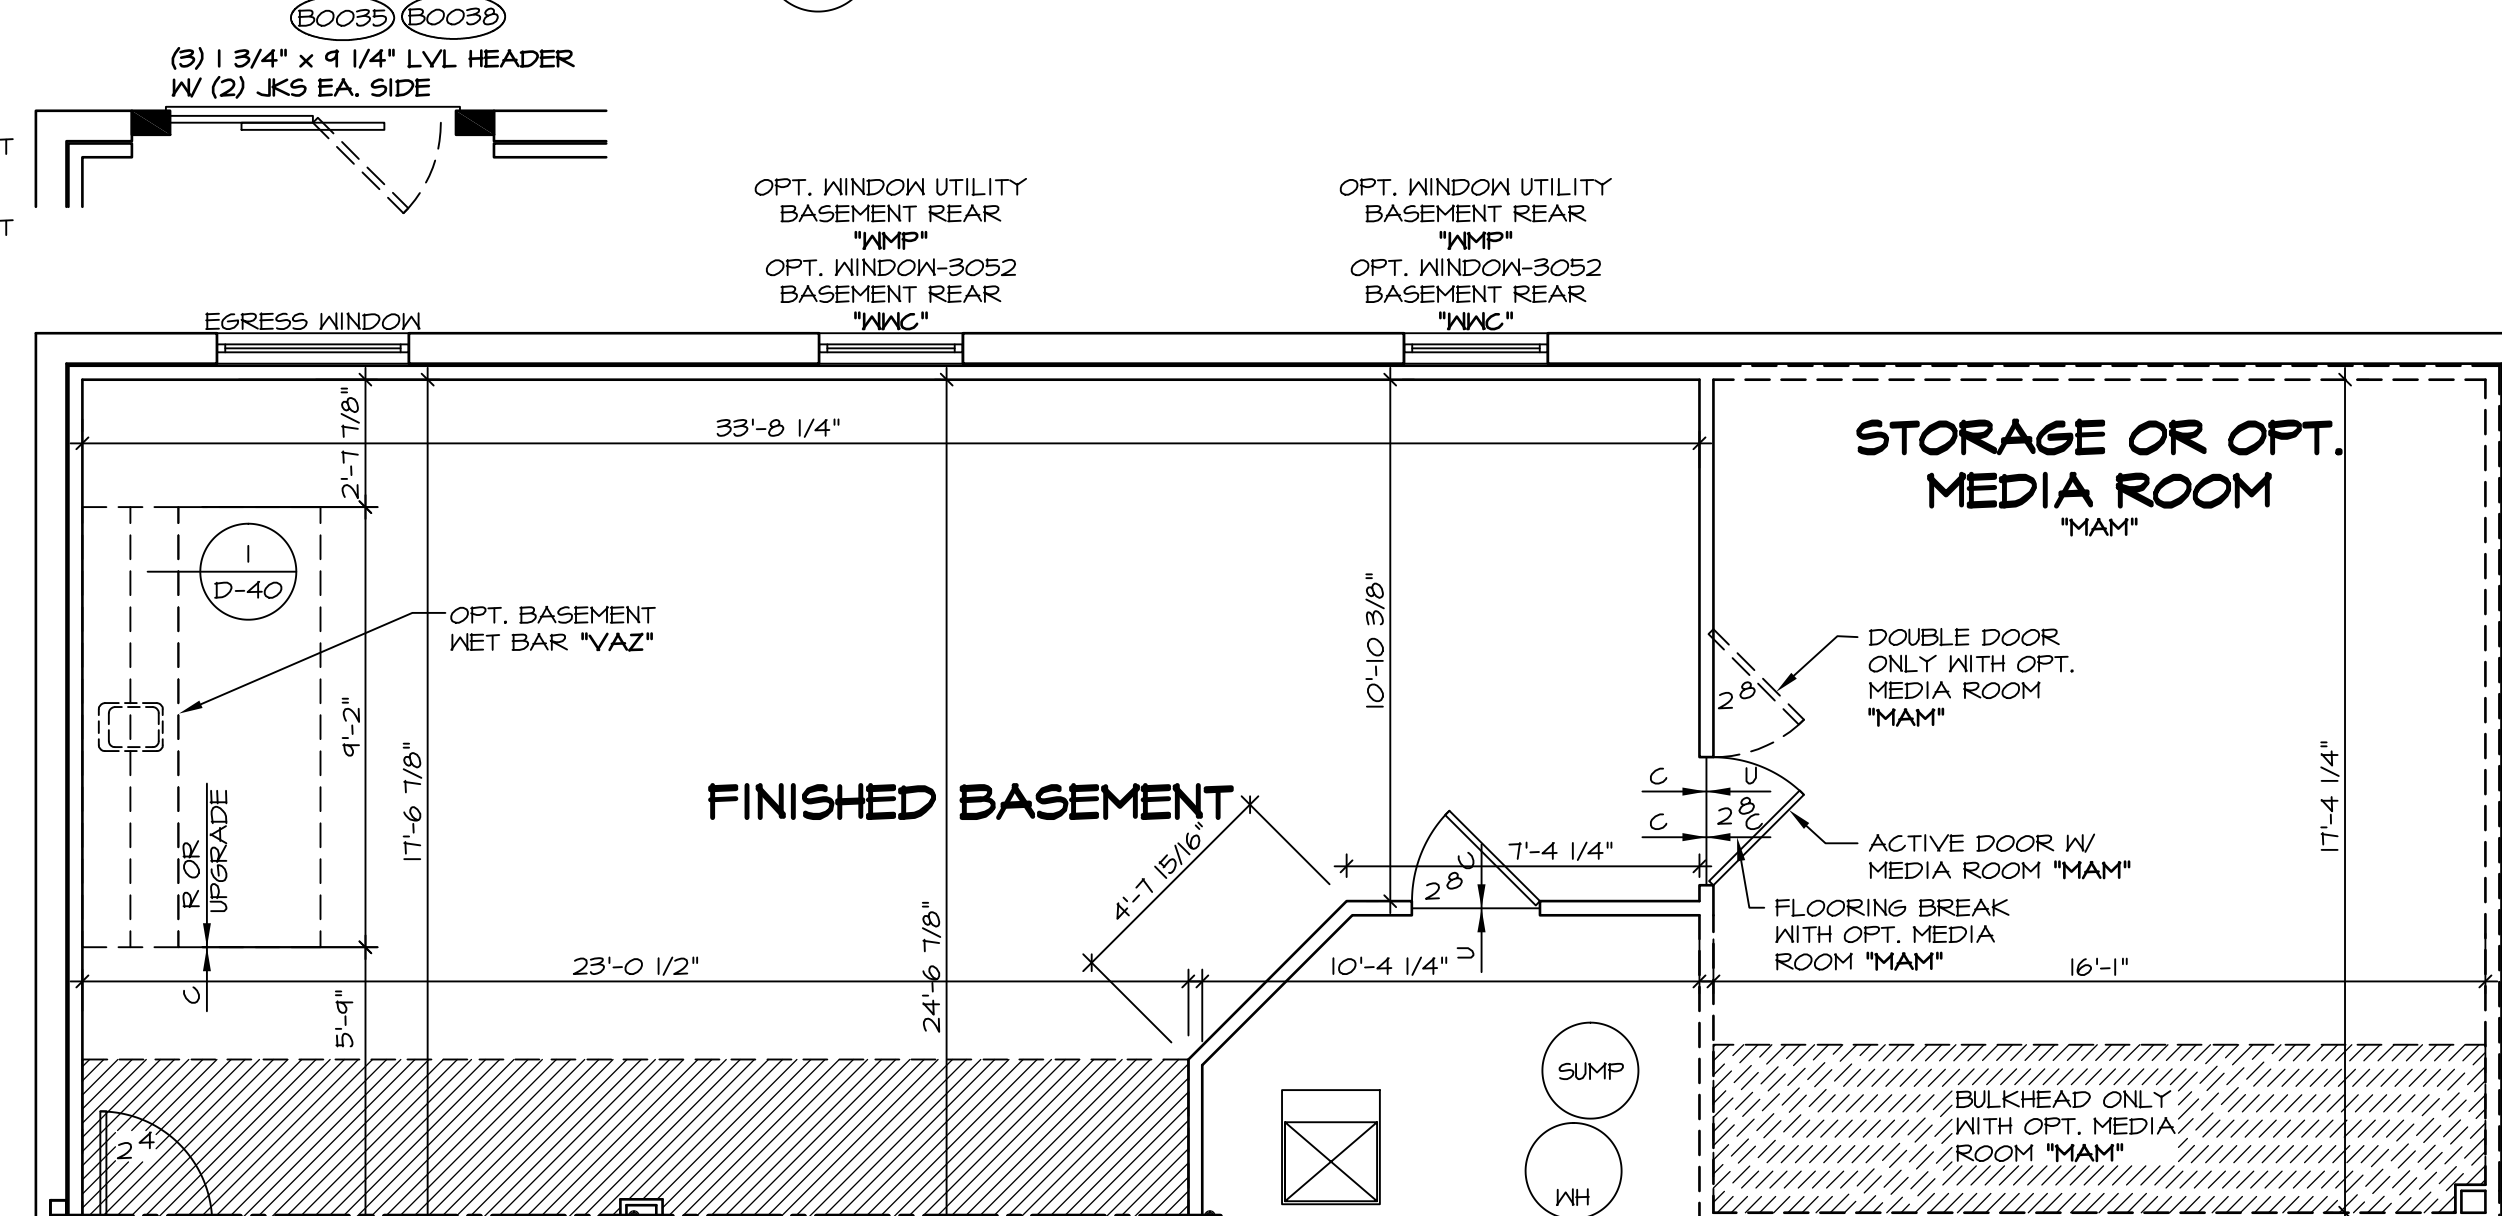 B0035 B0038
(3) 1 3/4" x 9 1/4" LVL HEADER
W/ (2) JKS EA. SIDE
T
T
OPT. WINDOW UTILITY
BASEMENT REAR
"WMP"
OPT. WINDOW-3052
BASEMENT REAR
"WWC"
OPT. WINDOW UTILITY
BASEMENT REAR
"WMP"
OPT. WINDOW-3052
BASEMENT REAR
"WWC"
EGRESS WINDOW
2'-7 7/8"
33'-8 1/4"
STORAGE OR OPT.
MEDIA ROOM
"MAM"
1
D-40
OPT. BASEMENT
WET BAR "VAZ"
10'-10 3/8"
DOUBLE DOOR
ONLY WITH OPT.
MEDIA ROOM
"MAM"
2 8
9'-2"
17'-6 7/8"
FINISHED BASEMENT
C U
2 8
C C
17'-4 1/4"
R OR
UPGRADE
C
4'-7 15/16"
7'-4 1/4"
2 8
C
U
ACTIVE DOOR W/
MEDIA ROOM "MAM"
FLOORING BREAK
WITH OPT. MEDIA
ROOM "MAM"
24'-6 7/8"
23'-0 1/2"
10'-4 1/4"
16'-1"
5'-9"
SUMP
BULKHEAD ONLY
WITH OPT. MEDIA
ROOM "MAM"
2 4
WH